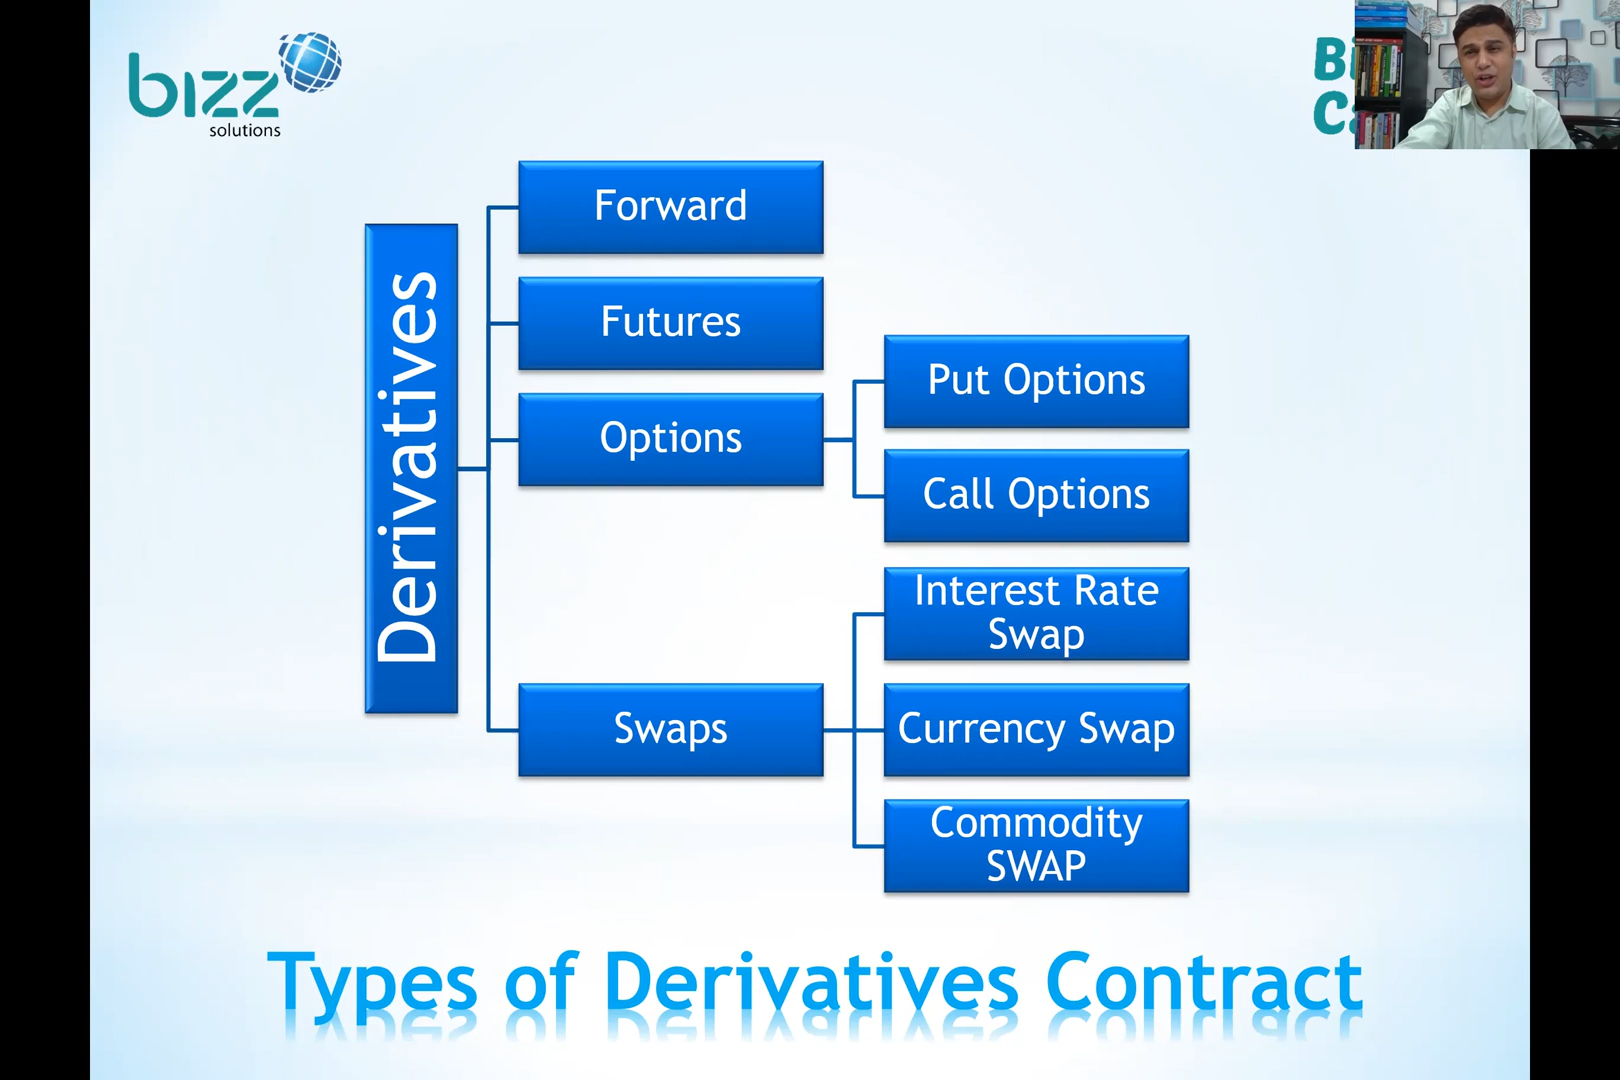 bizz
solutions
Forward
Futures
Put Options
Derivatives
Options
Call Options
Interest Rate
Swap
Swaps
Currency Swap
Commodity
SWAP
Types of Derivatives Contract